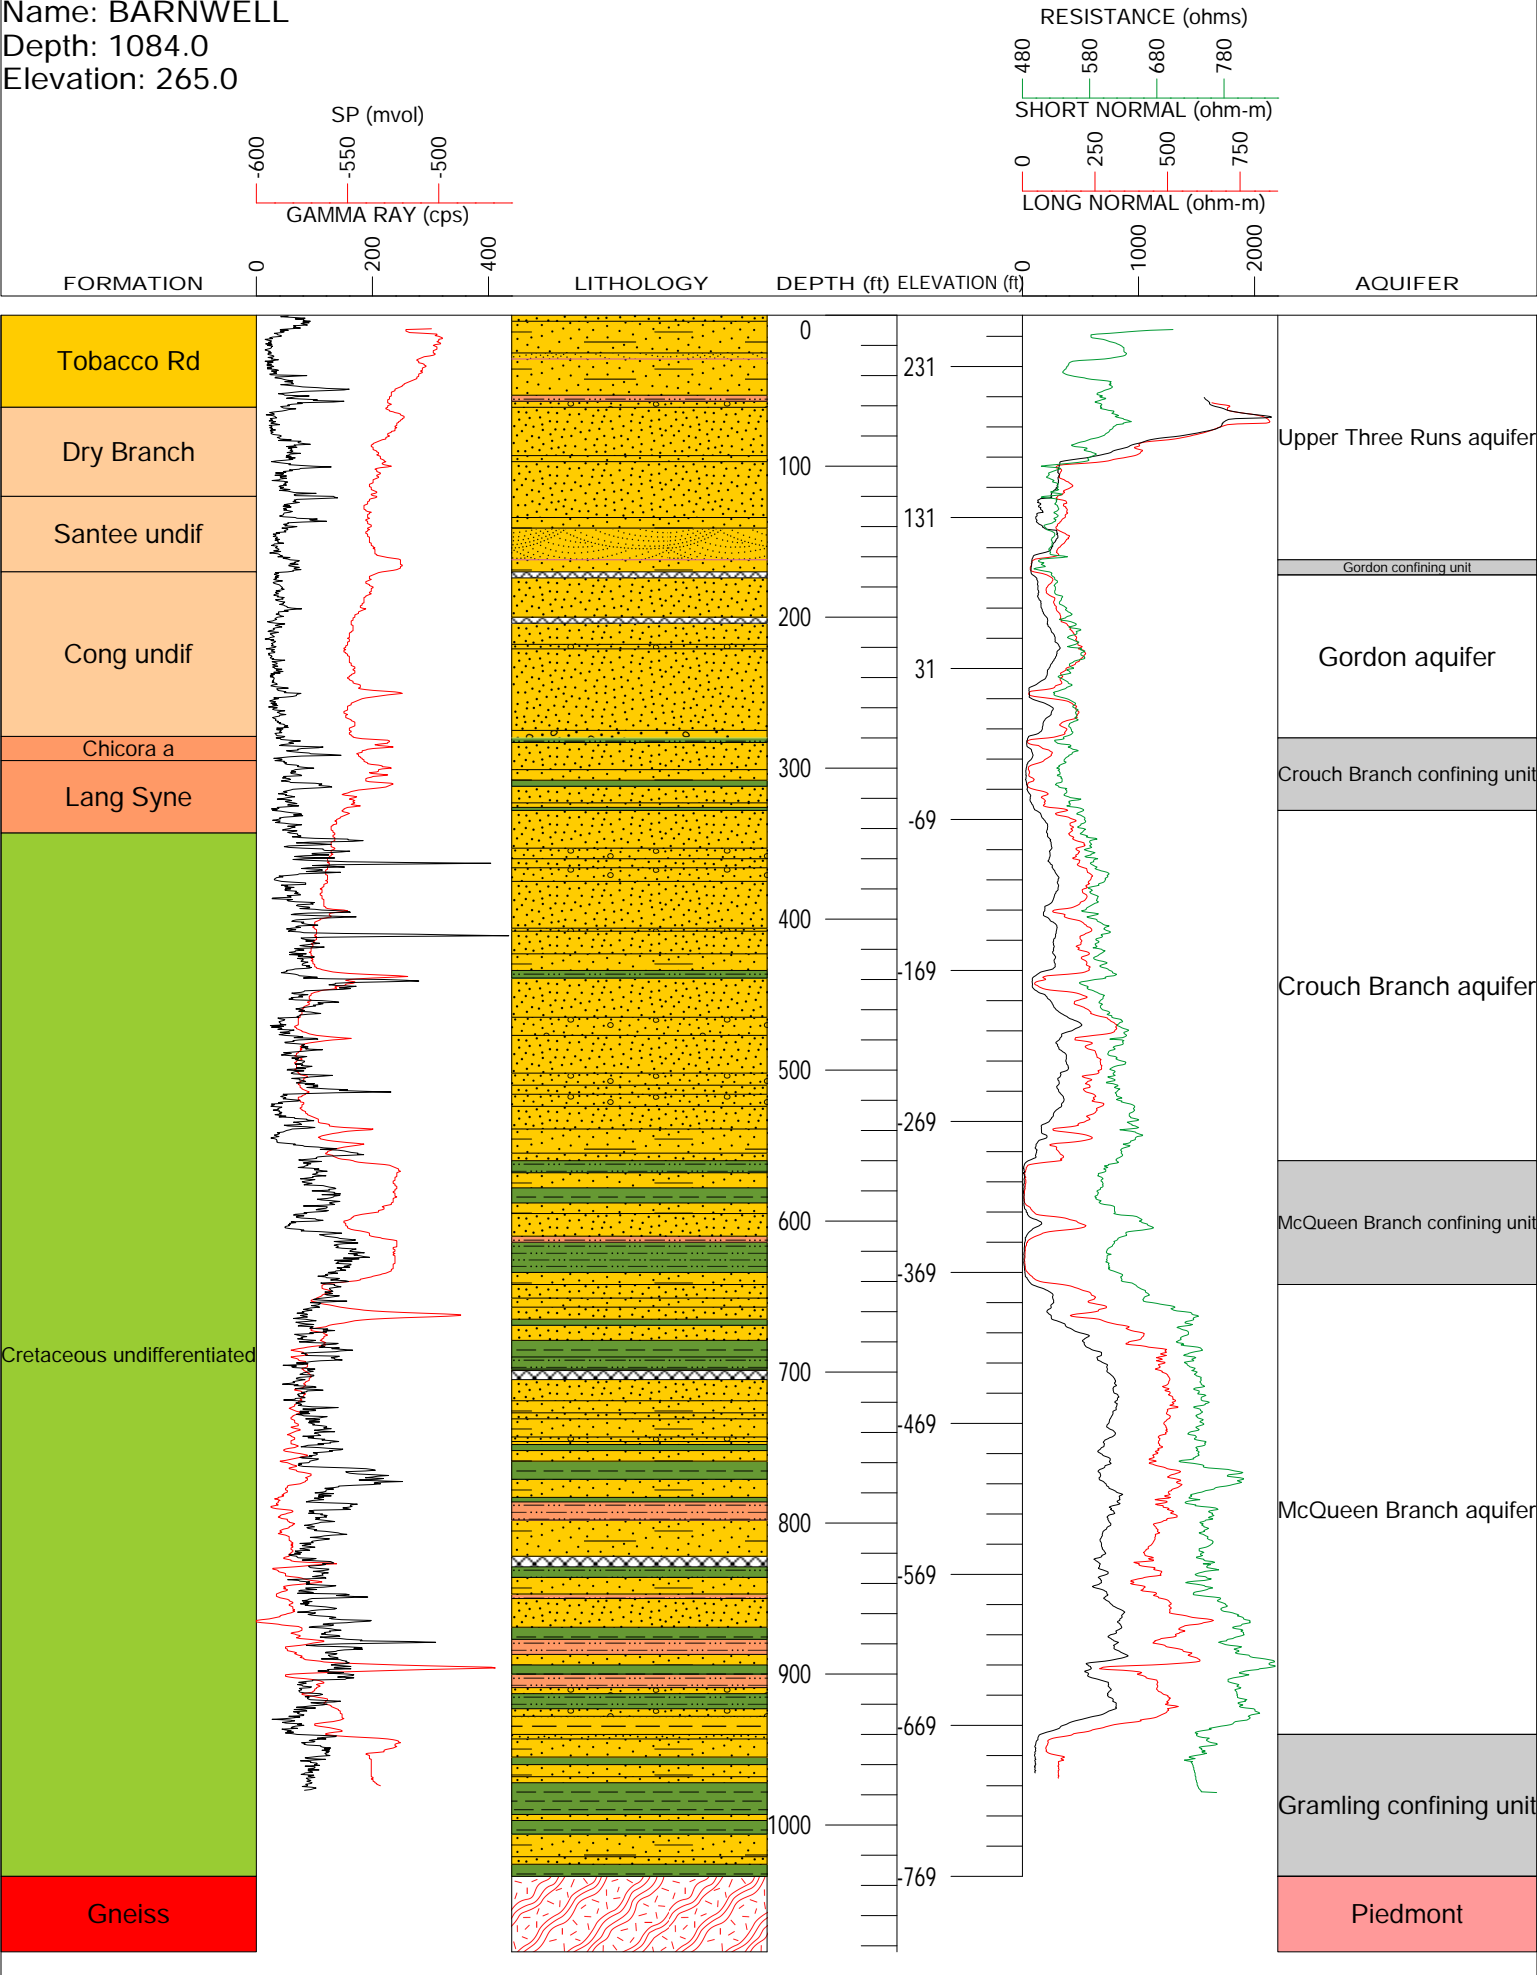 Name: BARNWELL
Depth: 1084.0
Elevation: 265.0
RESISTANCE (ohms)
480 580 680 780
SHORT NORMAL (ohm-m)
0 250 500 750
LONG NORMAL (ohm-m)
0 1000 2000
SP (mvol)
-600 -550 -500
GAMMA RAY (cps)
0 200 400
FORMATION LITHOLOGY DEPTH (ft) ELEVATION (ft) AQUIFER
0
Tobacco Rd
231
Upper Three Runs aquifer
Dry Branch
100
131
Santee undif
Gordon confining unit
200
Cong undif
Gordon aquifer
31
Chicora a
300
Crouch Branch confining unit
Lang Syne
-69
400
-169
Crouch Branch aquifer
500
-269
600
McQueen Branch confining unit
-369
Cretaceous undifferentiated
700
-469
McQueen Branch aquifer
800
-569
900
-669
Gramling confining unit
1000
-769
Gneiss
Piedmont